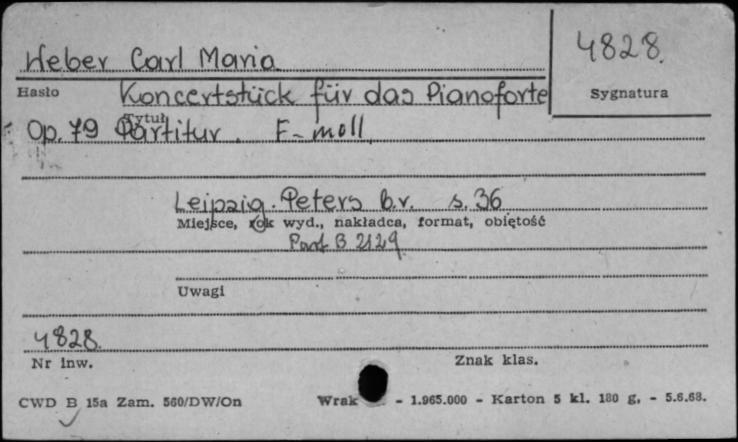 Weber Carl Maria
4828.
Hasło
Koncertstück für das Pianoforte
Sygnatura
Tytuł
Op. 79 Partitur. F-moll
Leipzig. Peters b.r. s. 36
Miejsce, rok wyd., nakładca, format, objętość
Part B 2129
Uwagi
4828.
Nr inw.
Znak klas.
CWD B 15a Zam. 560/DW/On
Wrak - 1.965.000 - Karton 5 kl. 180 g, - 5.6.68.